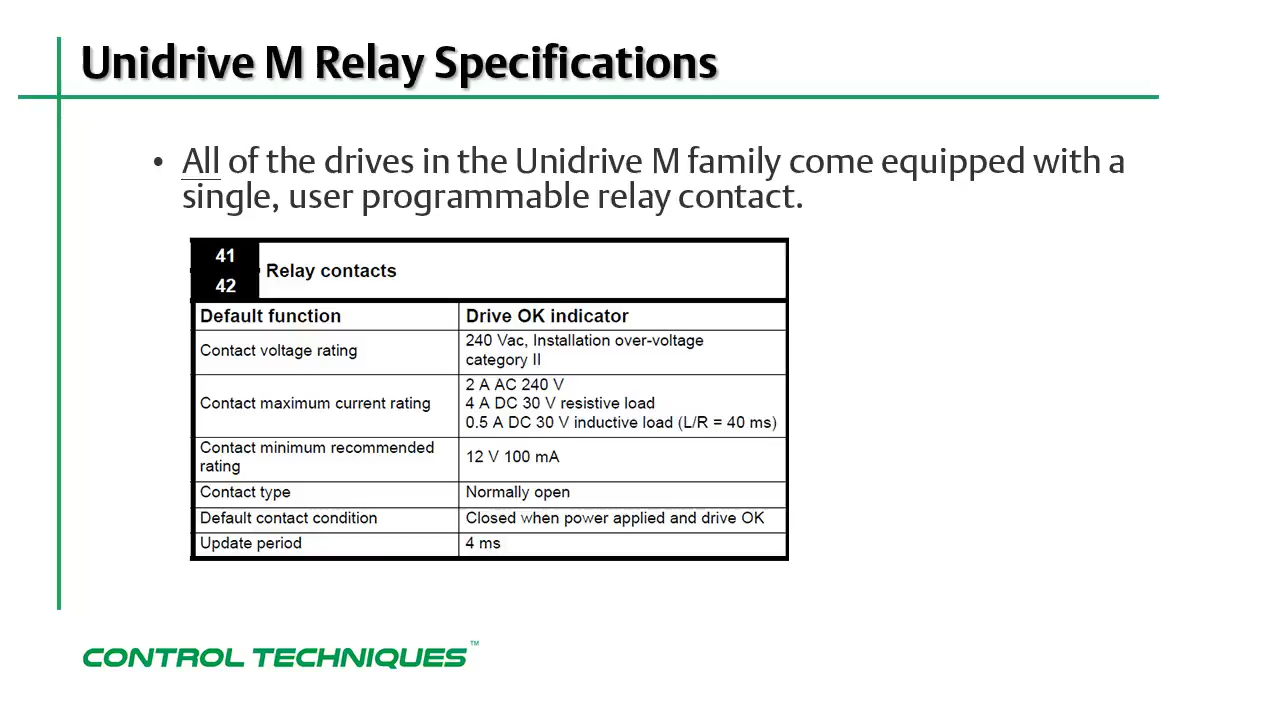 Unidrive M Relay Specifications
• All of the drives in the Unidrive M family come equipped with a
single, user programmable relay contact.
41
42
Relay contacts
Default function
Drive OK indicator
Contact voltage rating
240 Vac, Installation over-voltage
category II
Contact maximum current rating
2 A AC 240 V
4 A DC 30 V resistive load
0.5 A DC 30 V inductive load (L/R = 40 ms)
Contact minimum recommended
rating
12 V 100 mA
Contact type
Normally open
Default contact condition
Closed when power applied and drive OK
Update period
4 ms
CONTROL TECHNIQUES™